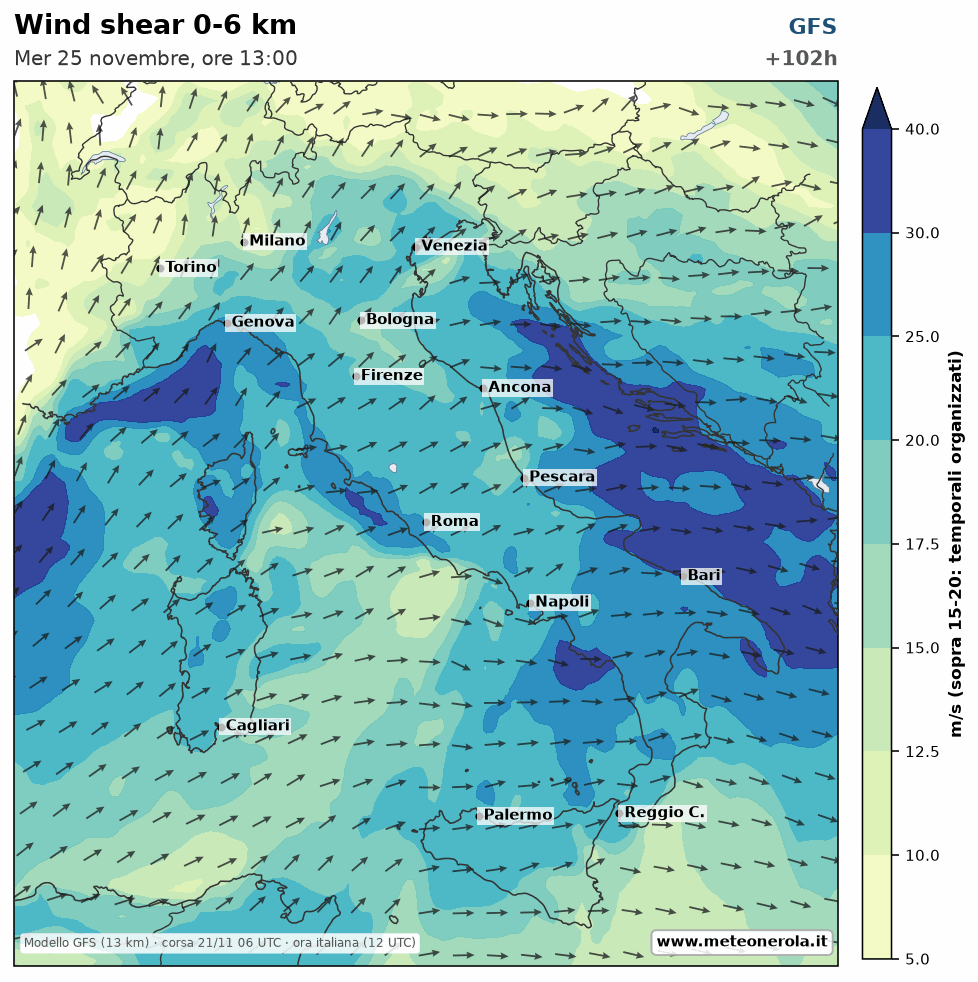 Wind shear 0-6 km
GFS
Mer 25 novembre, ore 13:00
+102h
Milano
Venezia
Torino
Genova
Bologna
Firenze
Ancona
Pescara
Roma
Bari
Napoli
Cagliari
Palermo
Reggio C.
40.0
30.0
25.0
20.0
17.5
15.0
12.5
10.0
5.0
m/s (sopra 15-20: temporali organizzati)
Modello GFS (13 km) · corsa 21/11 06 UTC · ora italiana (12 UTC)
www.meteonerola.it